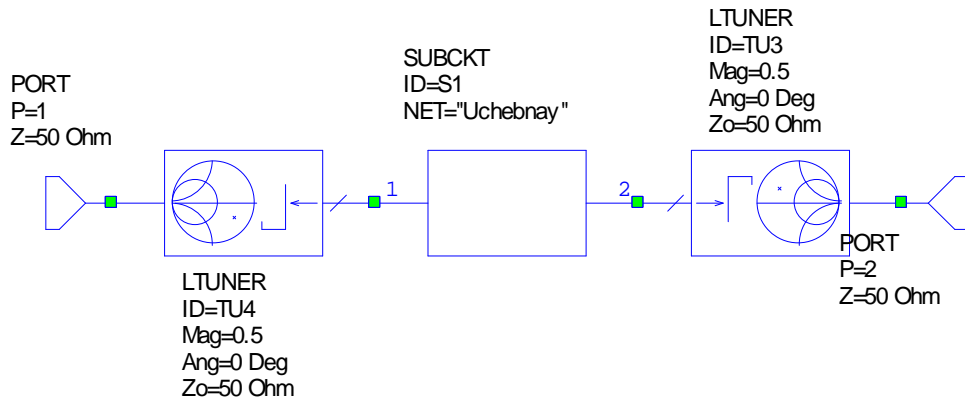 LTUNER
ID=TU3
Mag=0.5
Ang=0 Deg
Zo=50 Ohm
SUBCKT
ID=S1
NET="Uchebnay"
PORT
P=1
Z=50 Ohm
1
2
PORT
P=2
Z=50 Ohm
LTUNER
ID=TU4
Mag=0.5
Ang=0 Deg
Zo=50 Ohm